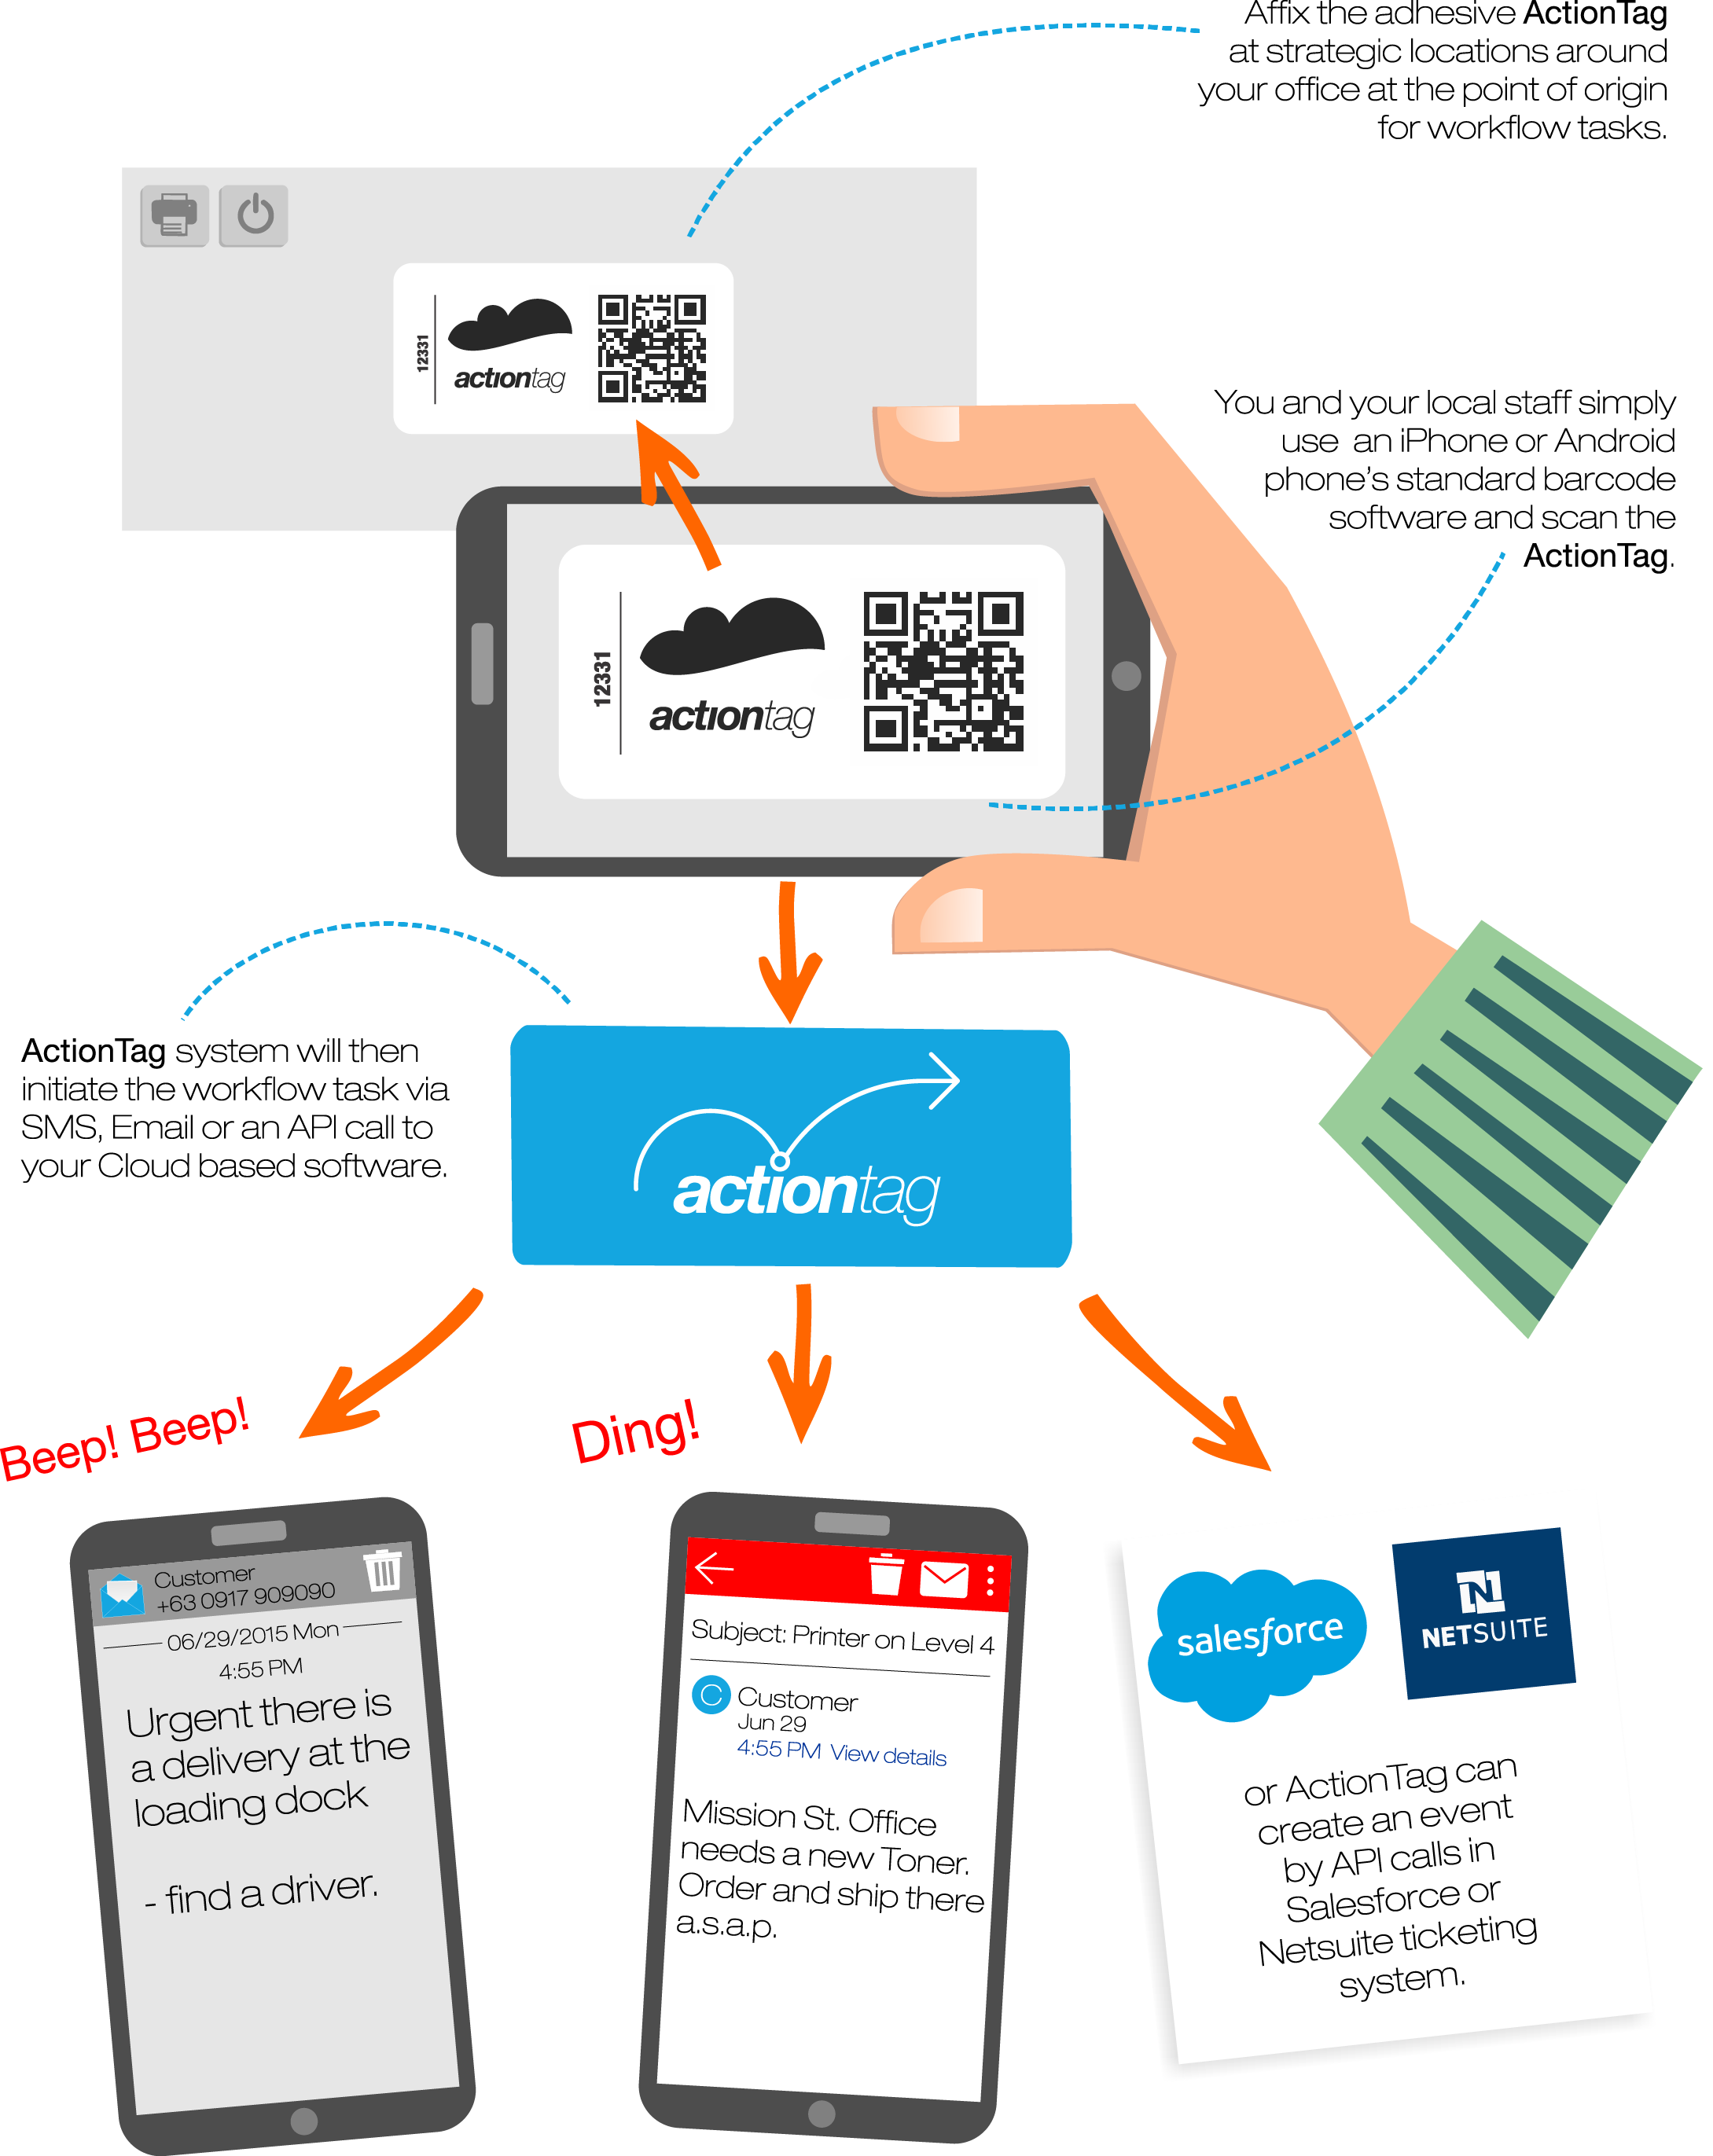 Affix the adhesive ActionTag
at strategic locations around
your office at the point of origin
for workflow tasks.
12331
actiontag
You and your local staff simply
use an iPhone or Android
phone's standard barcode
software and scan the
ActionTag.
12331
actiontag
ActionTag system will then
initiate the workflow task via
SMS, Email or an API call to
your Cloud based software.
actiontag
Beep! Beep!
Customer
+63 0917 909090
06/29/2015 Mon
4:55 PM
Urgent there is
a delivery at the
loading dock
- find a driver.
Ding!
Subject: Printer on Level 4
C
Customer
Jun 29
4:55 PM View details
Mission St. Office
needs a new Toner.
Order and ship there
a.s.a.p.
salesforce
N
NETSUITE
or ActionTag can
create an event
by API calls in
Salesforce or
Netsuite ticketing
system.